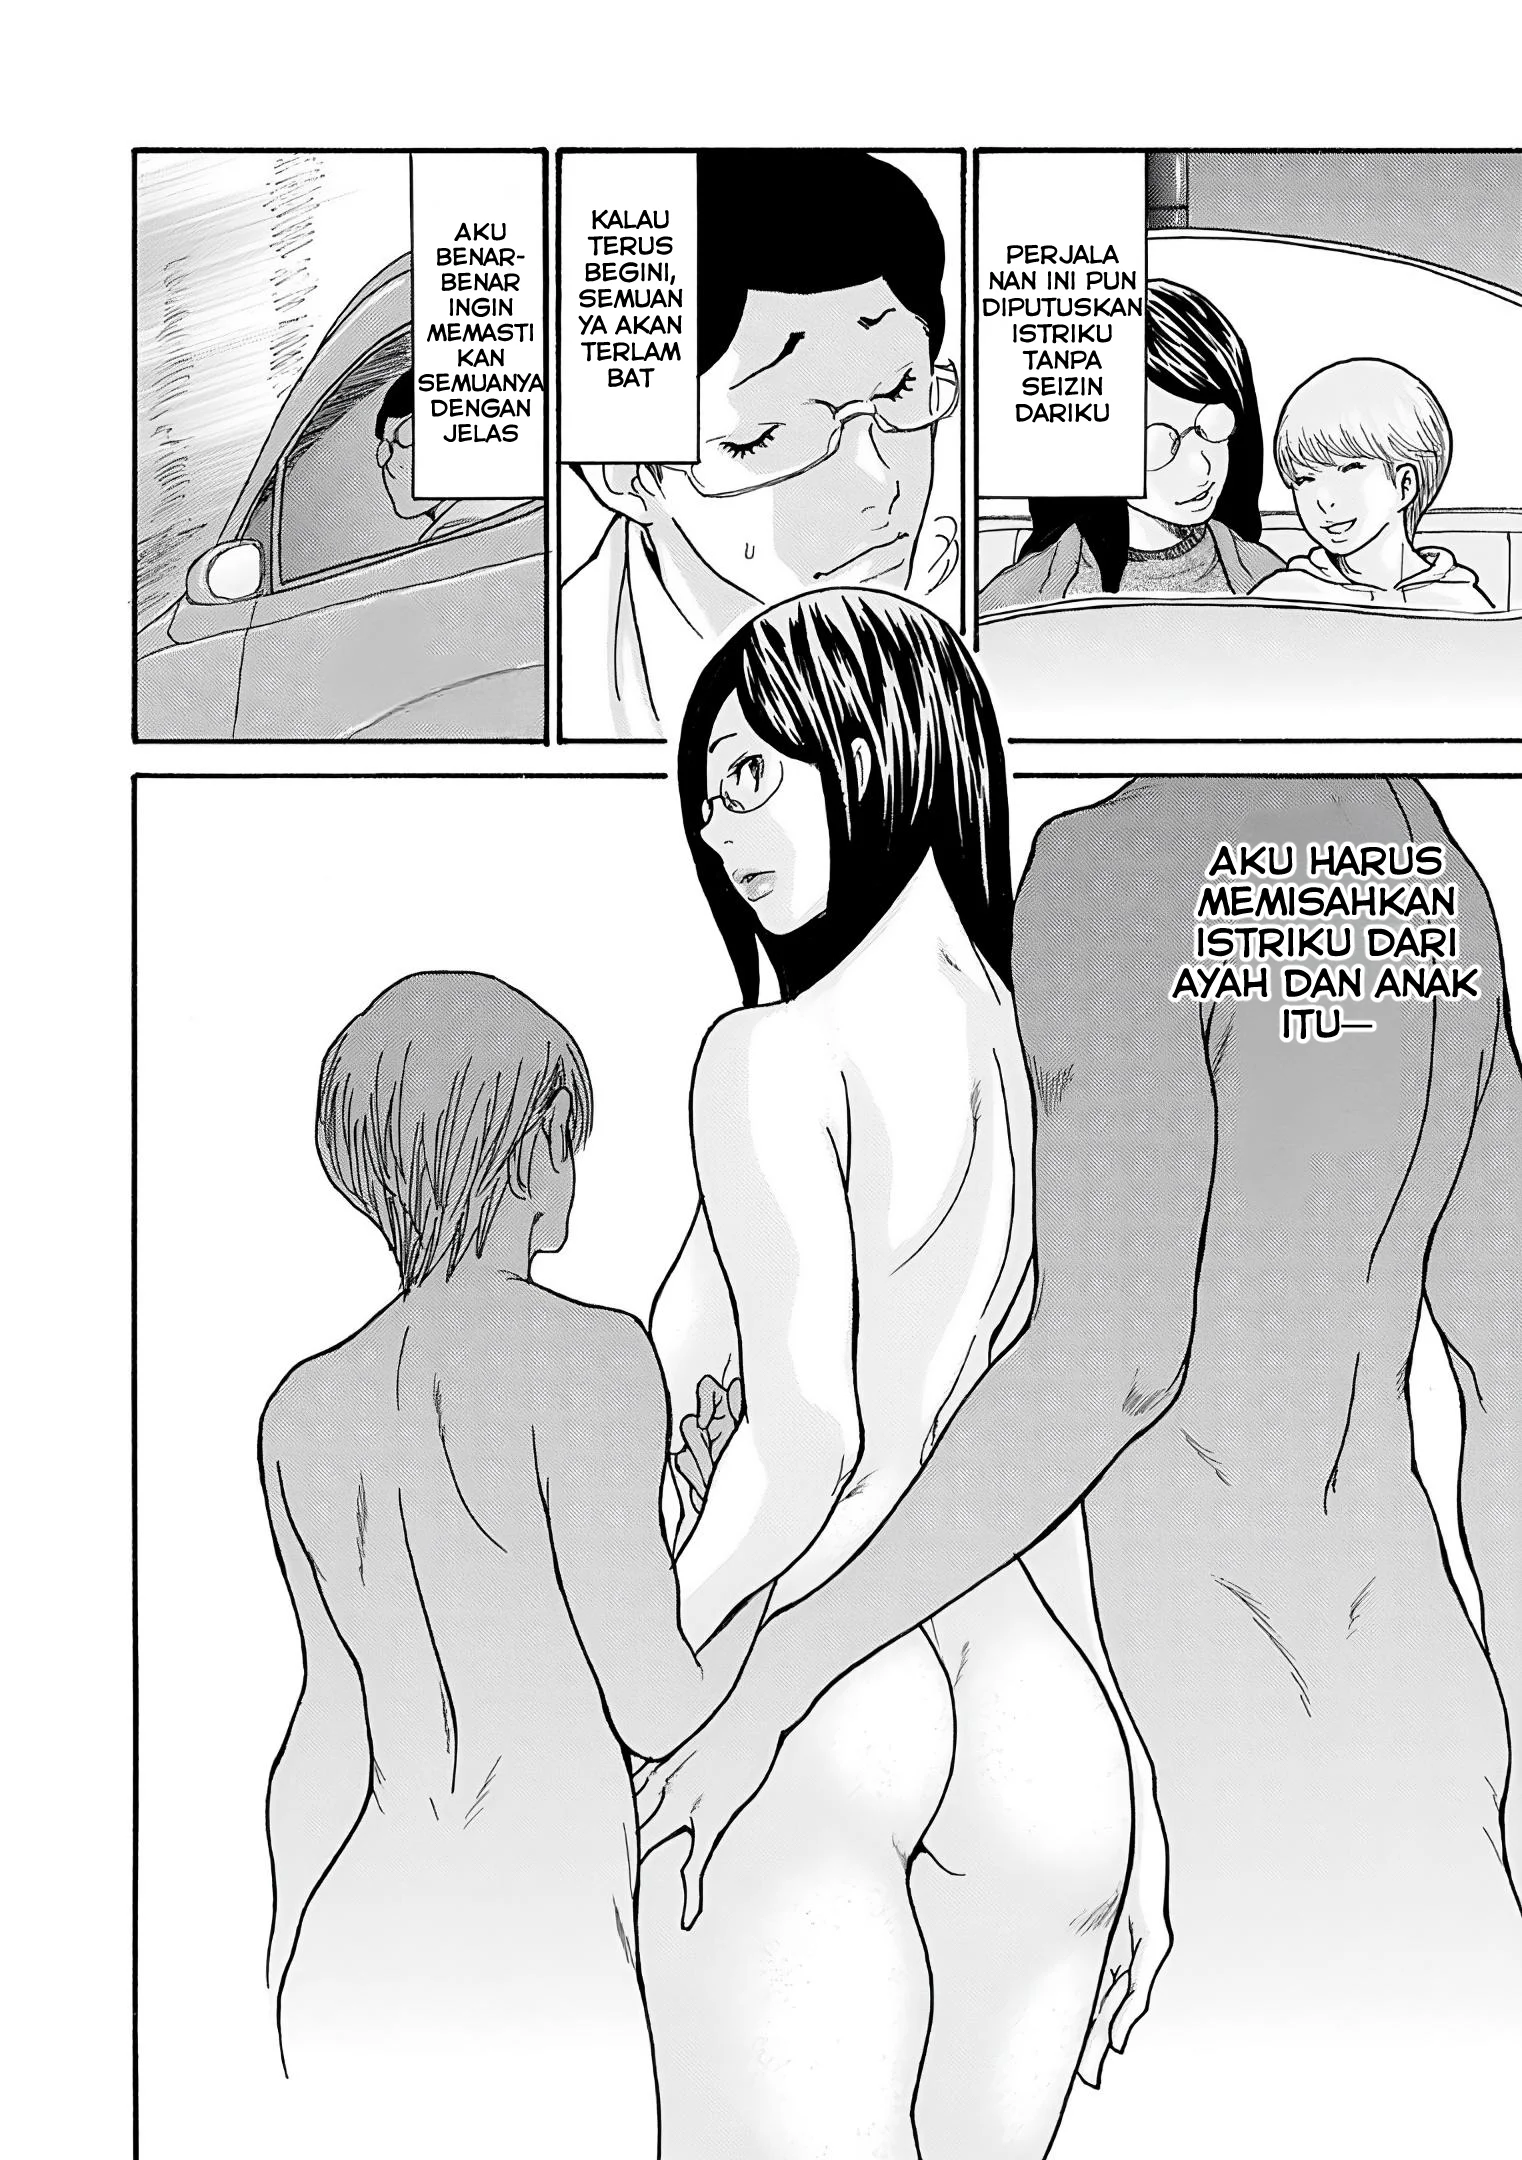 PERJALA
NAN INI PUN
DIPUTUSKAN
ISTRIKU
TANPA
SEIZIN
DARIKU
KALAU
TERUS
BEGINI,
SEMUAN
YA AKAN
TERLAM
BAT
AKU
BENAR-
BENAR
INGIN
MEMASTI
KAN
SEMUANYA
DENGAN
JELAS
AKU HARUS
MEMISAHKAN
ISTRIKU DARI
AYAH DAN ANAK
ITU—